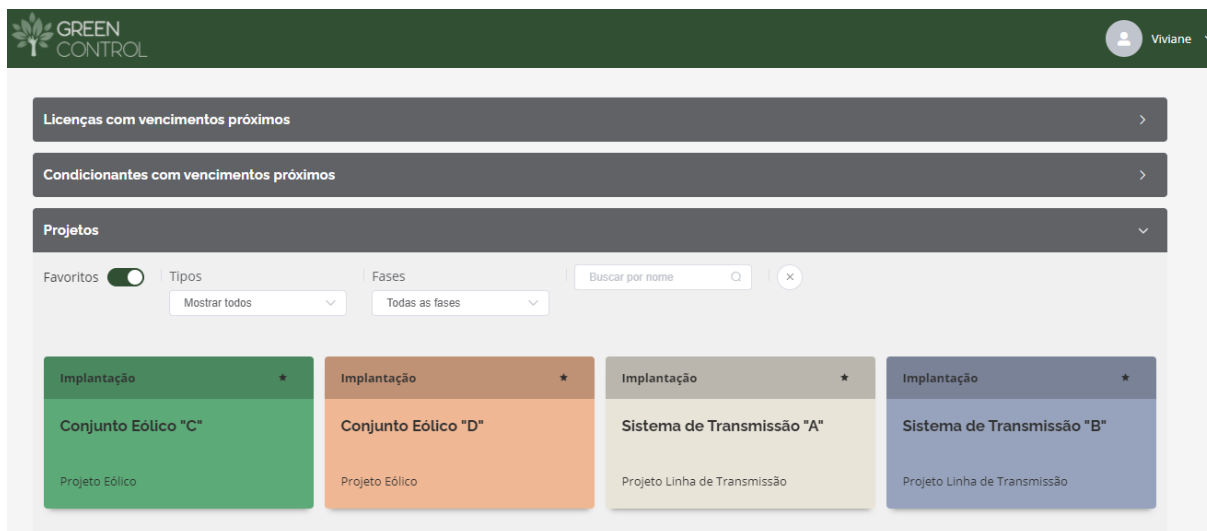 GREEN
CONTROL
Viviane
Licenças com vencimentos próximos
Condicionantes com vencimentos próximos
Projetos
Favoritos
Tipos
Mostrar todos
Fases
Todas as fases
Buscar por nome
Implantação
Conjunto Eólico "C"
Projeto Eólico
Implantação
Conjunto Eólico "D"
Projeto Eólico
Implantação
Sistema de Transmissão "A"
Projeto Linha de Transmissão
Implantação
Sistema de Transmissão "B"
Projeto Linha de Transmissão